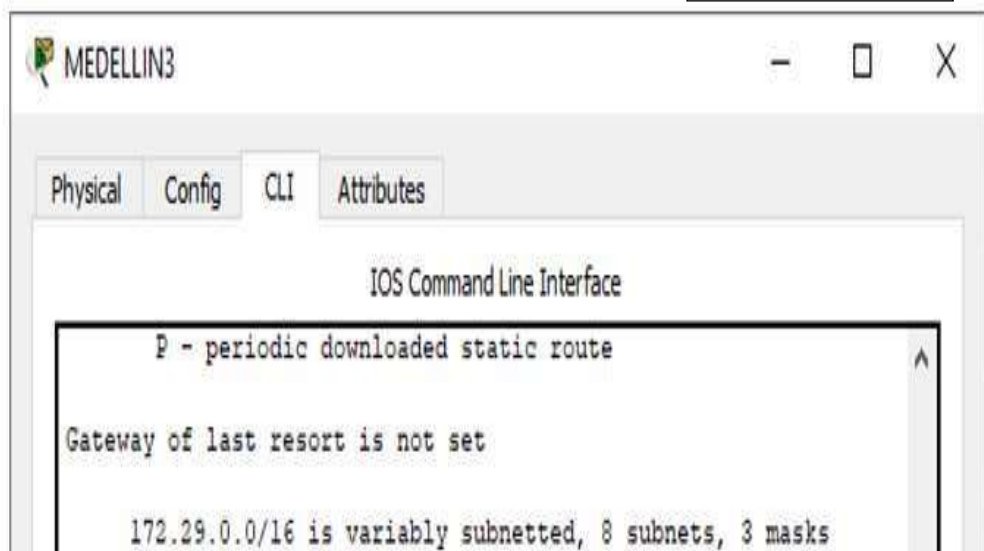 MEDELLIN3
Physical Config CLI Attributes
IOS Command Line Interface
P - periodic downloaded static route
Gateway of last resort is not set
172.29.0.0/16 is variably subnetted, 8 subnets, 3 masks